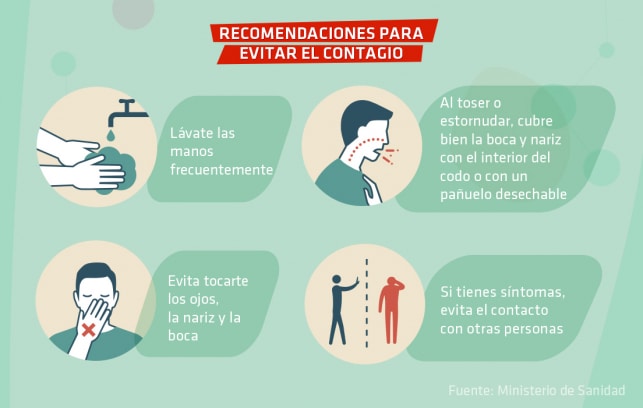 RECOMENDACIONES PARA
EVITAR EL CONTAGIO
Lávate las
manos
frecuentemente
Al toser o
estornudar, cubre
bien la boca y nariz
con el interior del
codo o con un
pañuelo desechable
Evita tocarte
los ojos,
la nariz y la
boca
Si tienes síntomas,
evita el contacto
con otras personas
Fuente: Ministerio de Sanidad